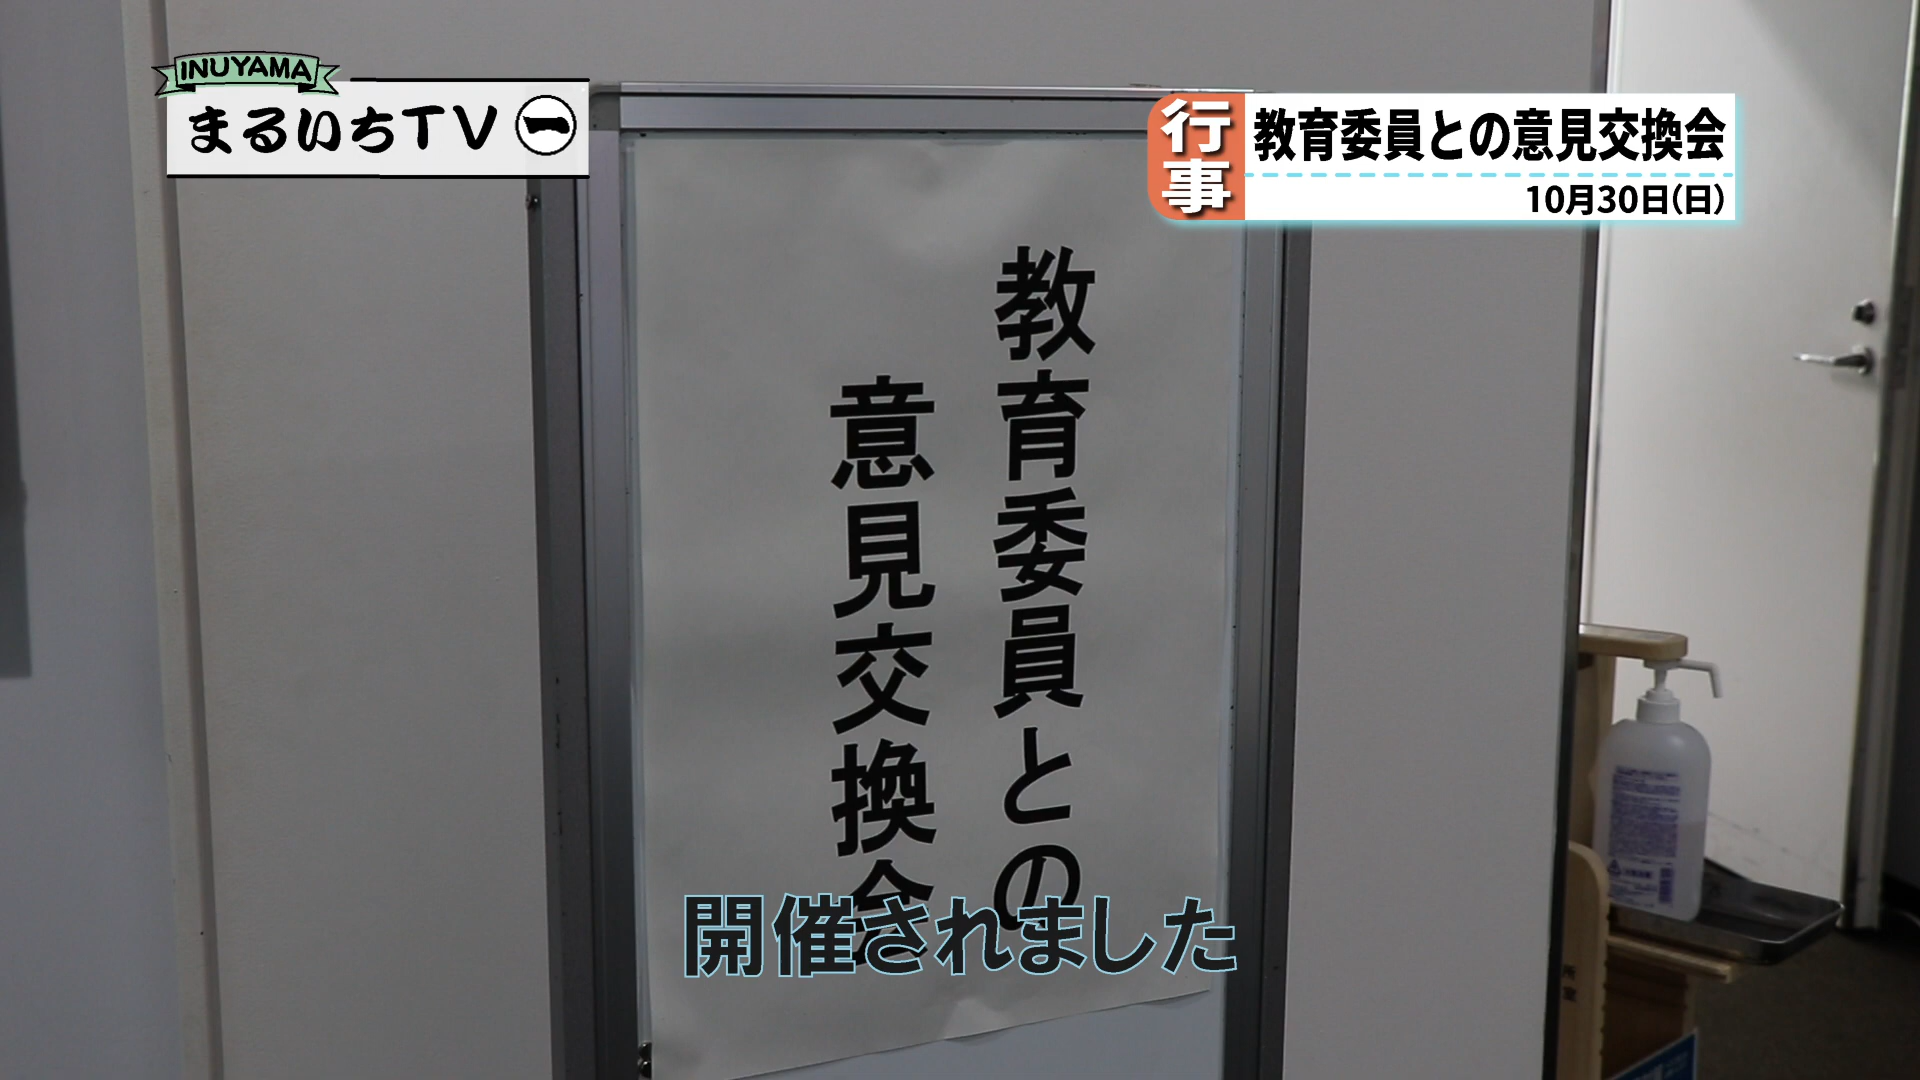 INUYAMA
まるいちTV 一
行事
教育委員との意見交換会
10月30日(日)
教育委員との
意見交換会
開催されました